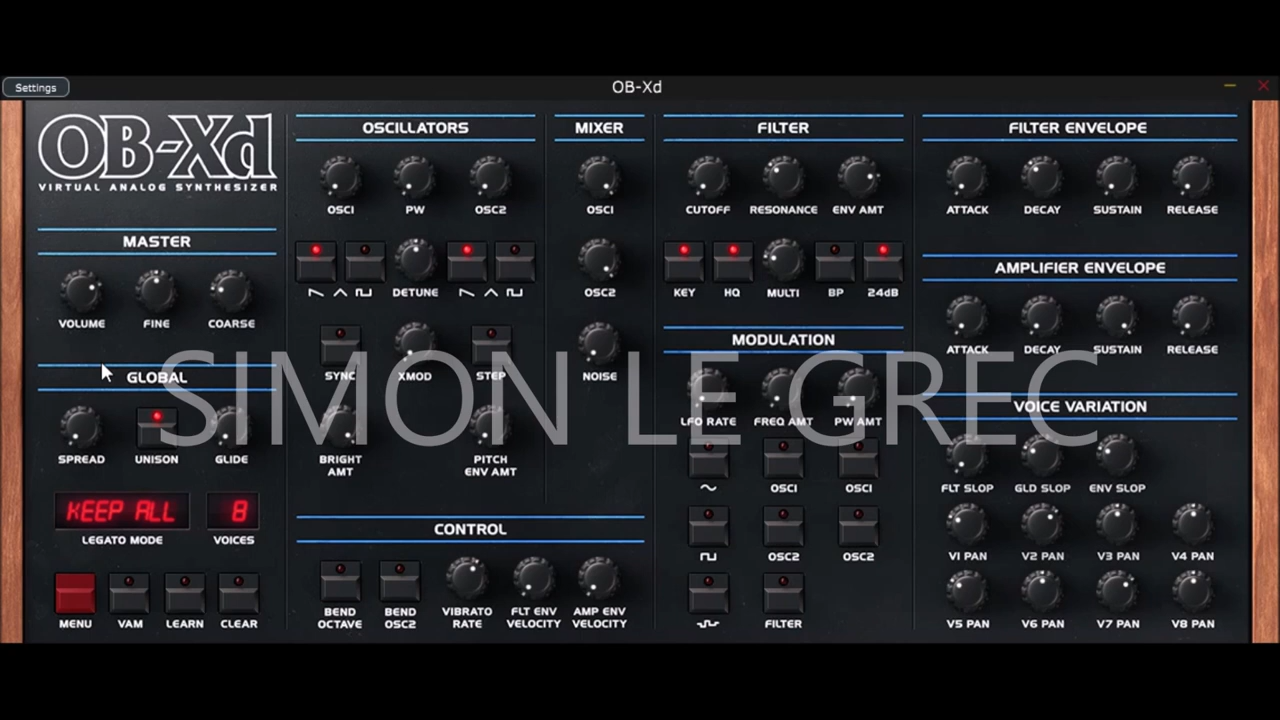 Settings
OB-Xd
OB-Xd
VIRTUAL ANALOG SYNTHESIZER
MASTER
VOLUME FINE COARSE
GLOBAL
SPREAD UNISON GLIDE
KEEP ALL 8
LEGATO MODE VOICES
MENU VAM LEARN CLEAR
OSCILLATORS
OSC1 PW OSC2
DETUNE
SYNC XMOD STEP
BRIGHT AMT
PITCH ENV AMT
MIXER
OSC1
OSC2
NOISE
CONTROL
BEND OCTAVE
BEND OSC2
VIBRATO RATE
FLT ENV VELOCITY
AMP ENV VELOCITY
FILTER
CUTOFF RESONANCE ENV AMT
KEY HQ MULTI BP 24dB
MODULATION
LFO RATE FREQ AMT PW AMT
OSC1 OSC1
OSC2 OSC2
FILTER
FILTER ENVELOPE
ATTACK DECAY SUSTAIN RELEASE
AMPLIFIER ENVELOPE
ATTACK DECAY SUSTAIN RELEASE
VOICE VARIATION
FLT SLOP GLD SLOP ENV SLOP
V1 PAN V2 PAN V3 PAN V4 PAN
V5 PAN V6 PAN V7 PAN V8 PAN
SIMON LE GREC